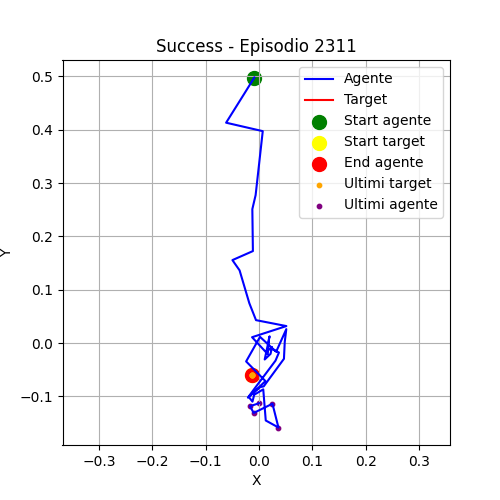 Success - Episodio 2311
Agente
Target
Start agente
Start target
End agente
Ultimi target
Ultimi agente
0.5
0.4
0.3
0.2
0.1
0.0
−0.1
Y
−0.3
−0.2
−0.1
0.0
0.1
0.2
0.3
X